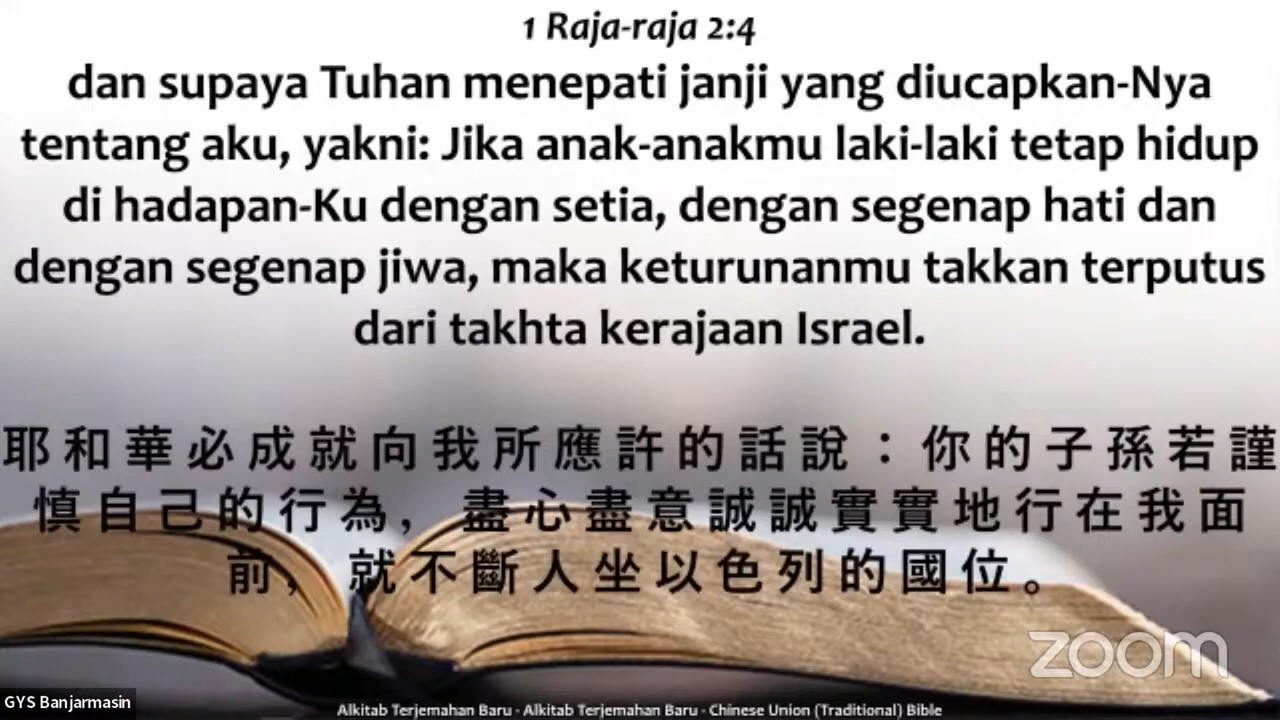 1 Raja-raja 2:4
dan supaya Tuhan menepati janji yang diucapkan-Nya
tentang aku, yakni: Jika anak-anakmu laki-laki tetap hidup
di hadapan-Ku dengan setia, dengan segenap hati dan
dengan segenap jiwa, maka keturunanmu takkan terputus
dari takhta kerajaan Israel.
耶和華必成就向我所應許的話說：你的子孫若謹
慎自己的行為，盡心盡意誠誠實實地行在我面
前，就不斷人坐以色列的國位。
zoom
GYS Banjarmasin
Alkitab Terjemahan Baru - Alkitab Terjemahan Baru - Chinese Union (Traditional) Bible